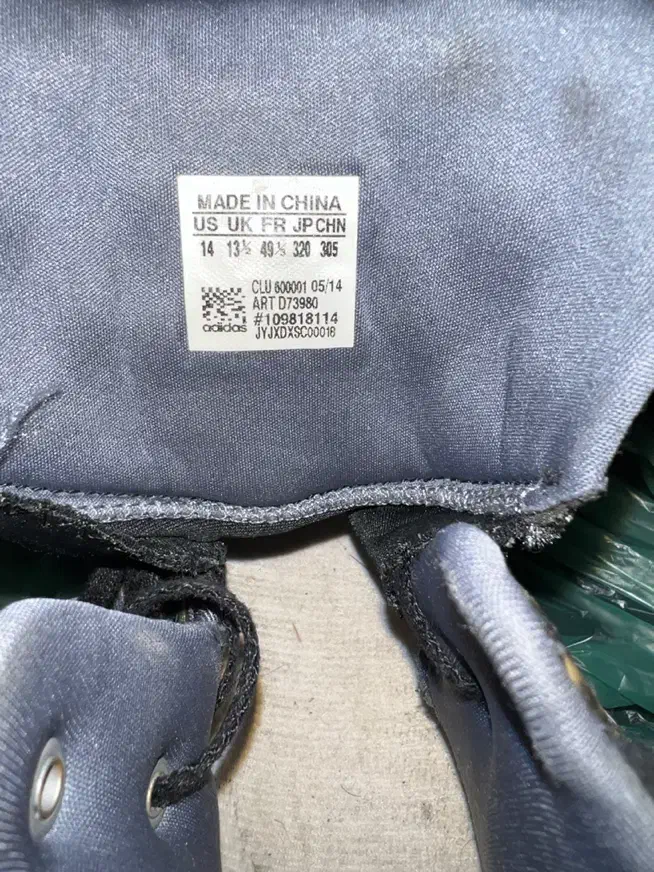 MADE IN CHINA
US UK FR JP CHN
14 13½ 49⅓ 320 305
CLU 600001 05/14
ART D73980
#109818114
adidas JYJXDXSC00018